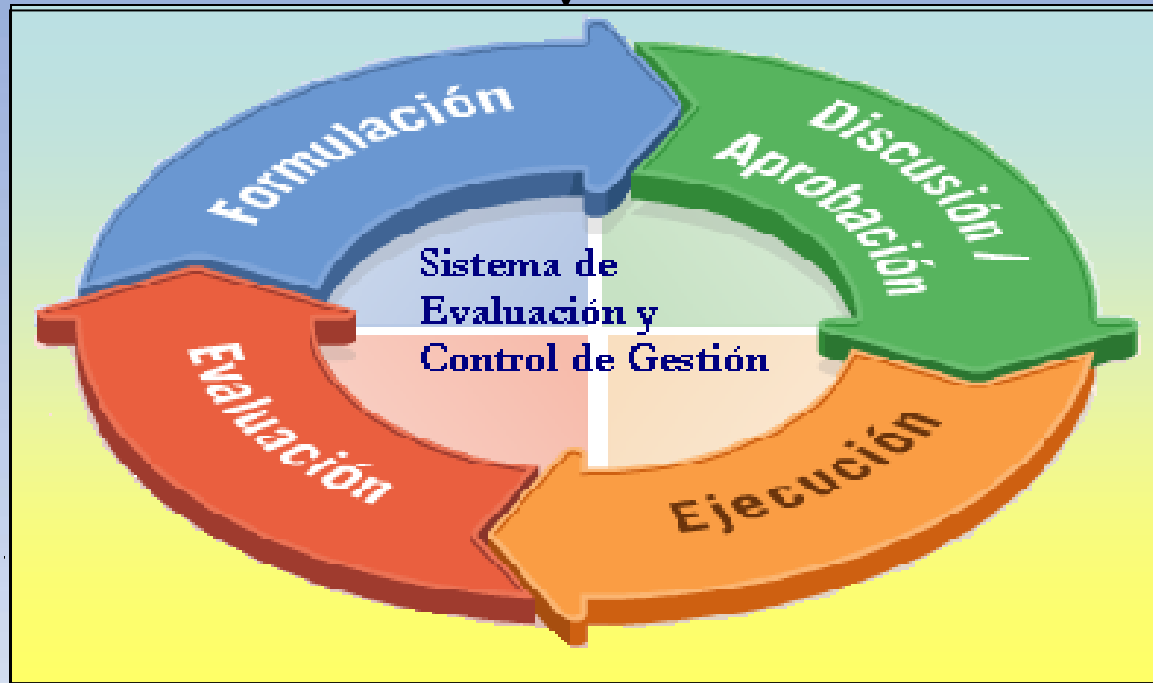 Formulación
Discusión /
Aprobación
Sistema de
Evaluación y
Control de Gestión
Evaluación
Ejecución